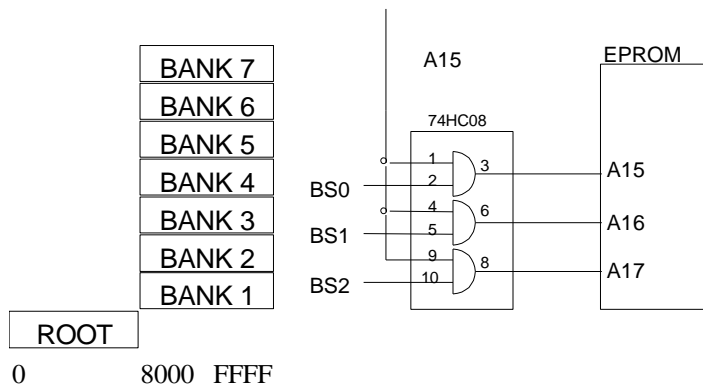 BANK 7
BANK 6
BANK 5
BANK 4
BANK 3
BANK 2
BANK 1
ROOT
0 8000 FFFF
A15
EPROM
74HC08
1
3
A15
BS0
2
4
6
A16
BS1
5
9
8
A17
BS2
10